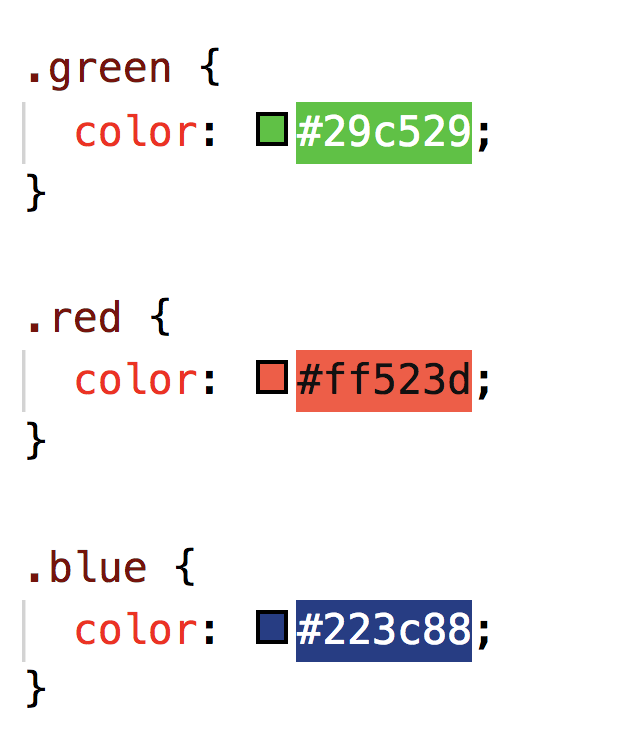 .green {
  color: #29c529;
}
.red {
  color: #ff523d;
}
.blue {
  color: #223c88;
}